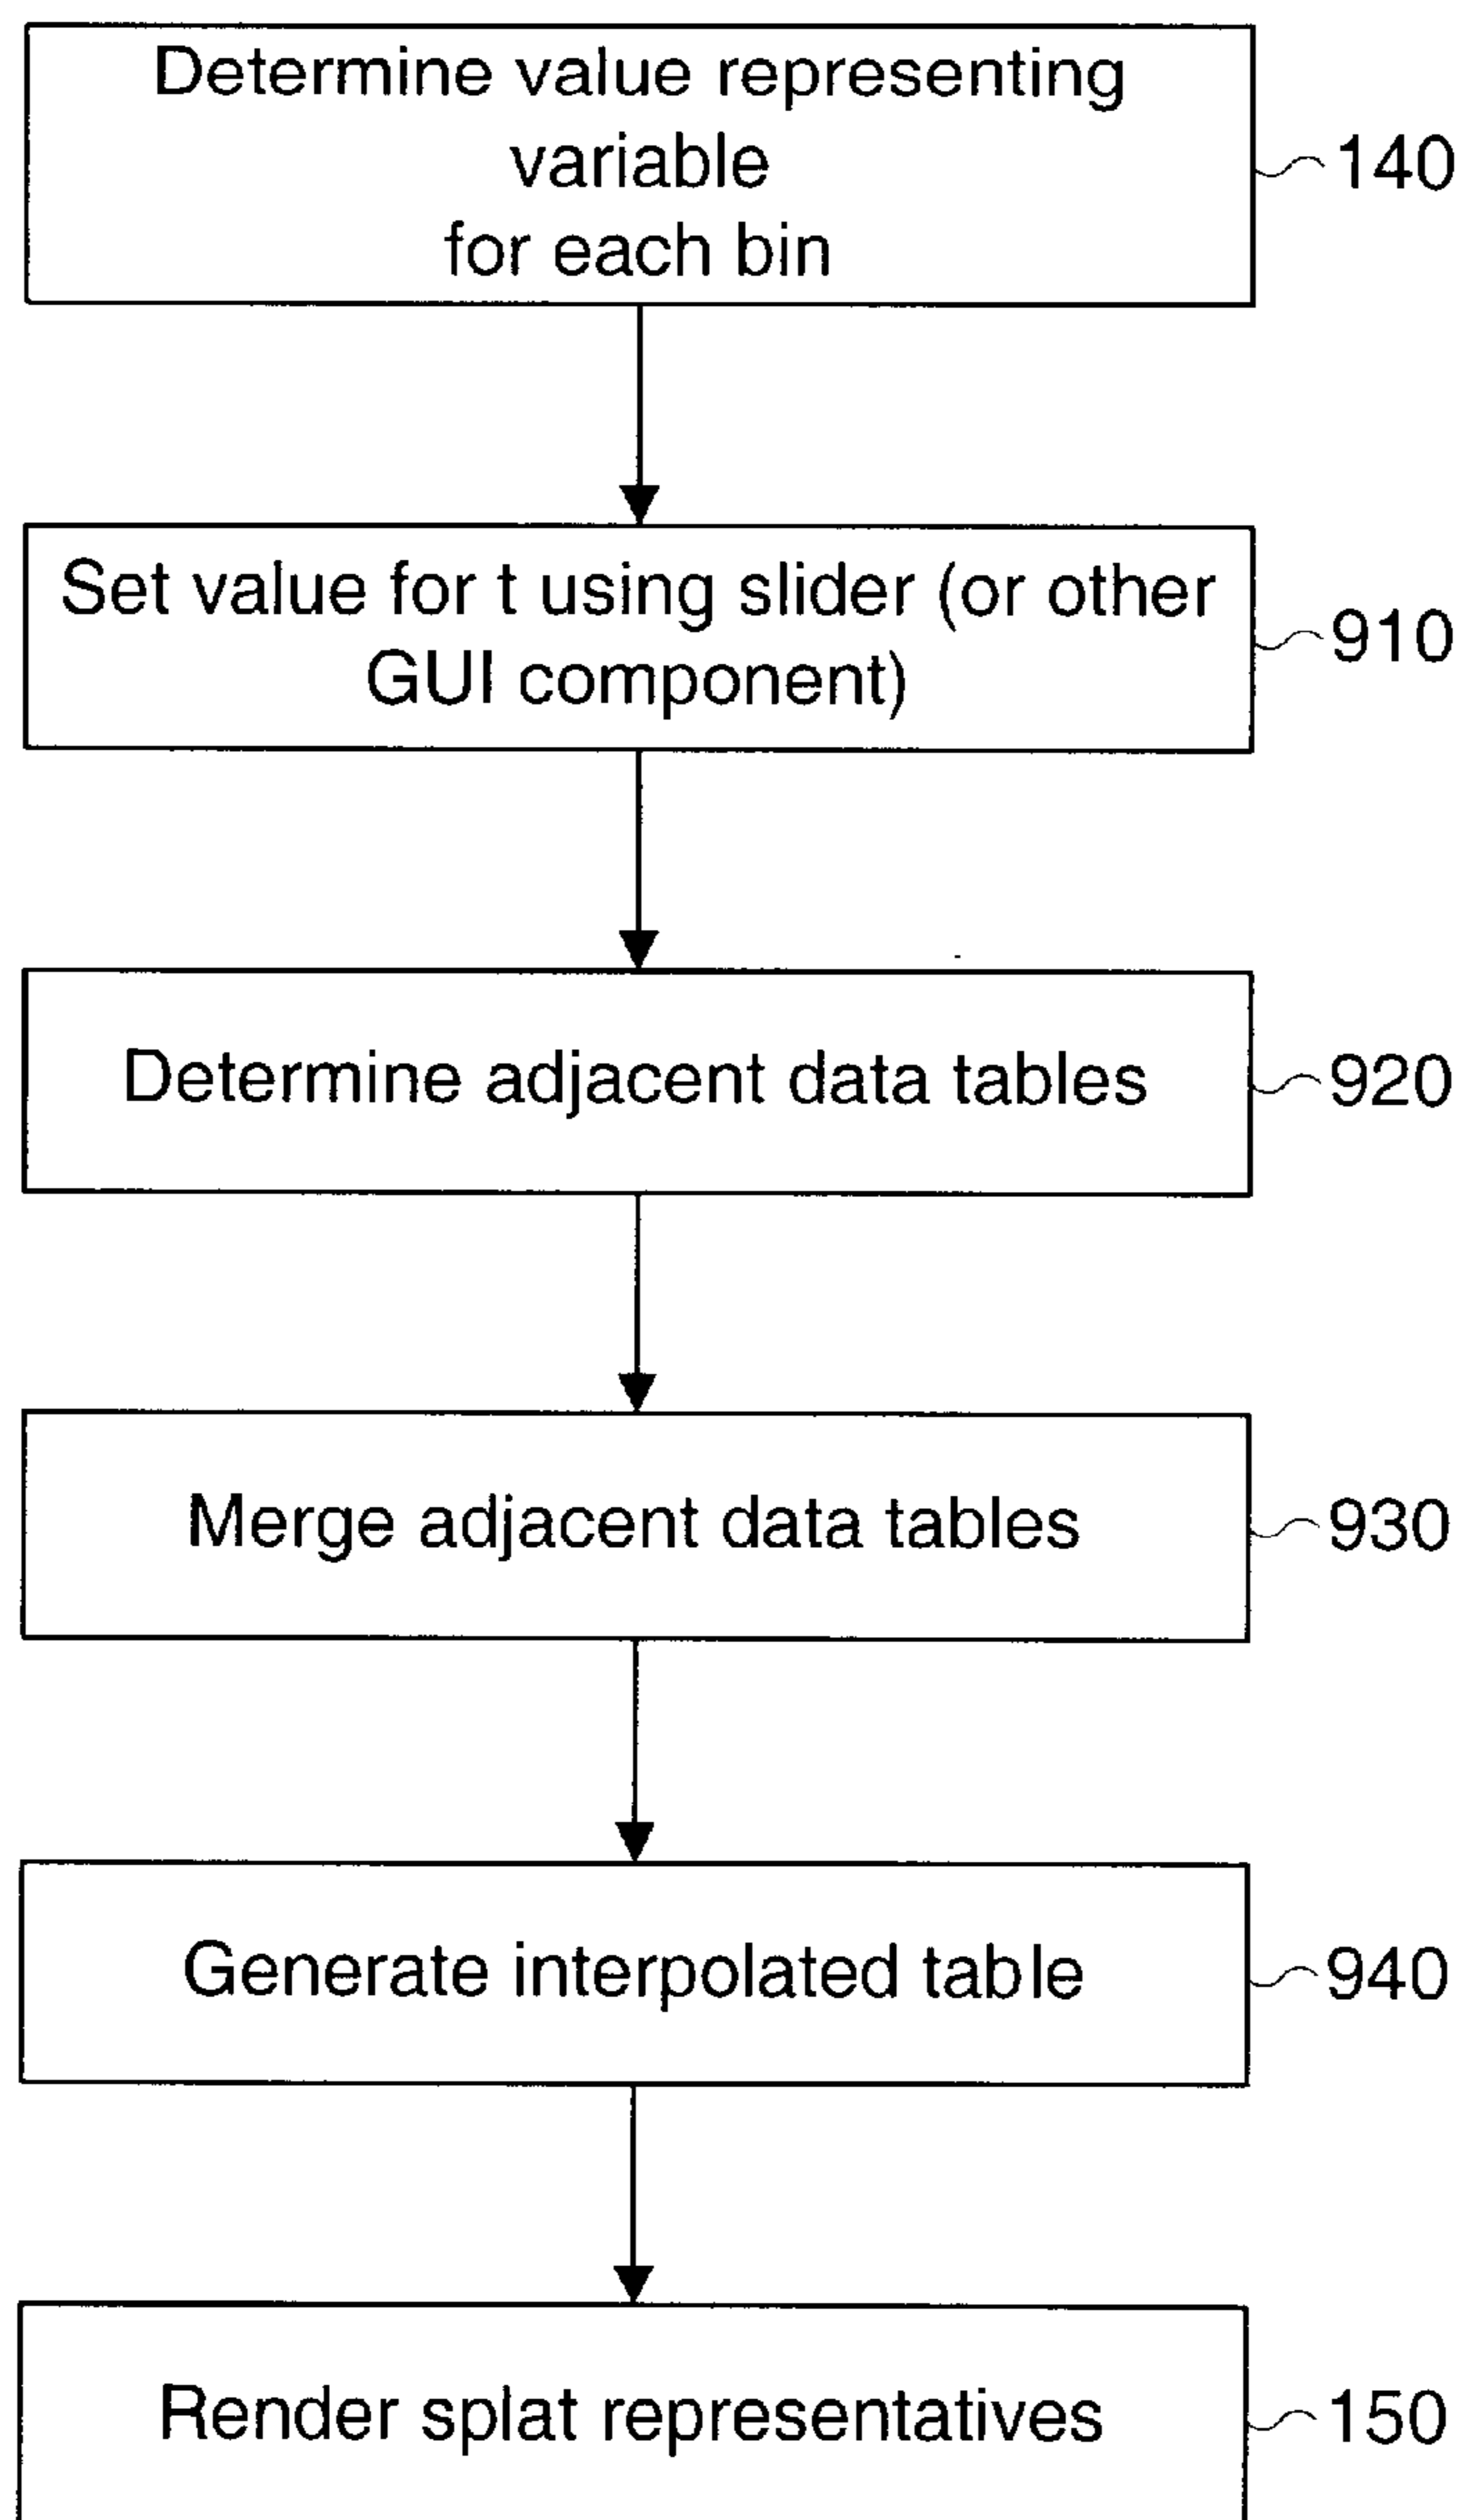 Determine value representing
variable
for each bin
140
Set value for t using slider (or other
GUI component)
910
Determine adjacent data tables
920
Merge adjacent data tables
930
Generate interpolated table
940
Render splat representatives
150